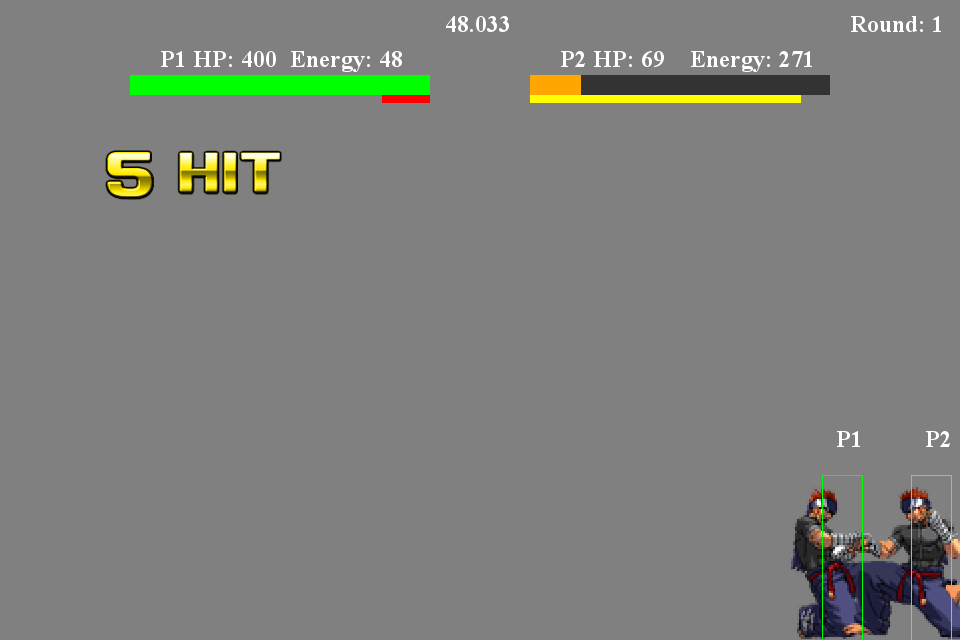 48.033
Round: 1
P1 HP: 400 Energy: 48
P2 HP: 69 Energy: 271
5 HIT
P1
P2